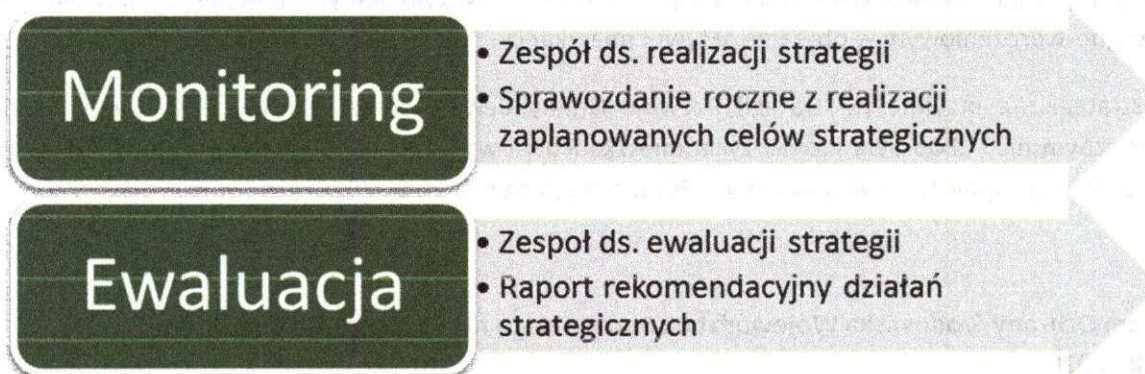 Monitoring
• Zespół ds. realizacji strategii
• Sprawozdanie roczne z realizacji
zaplanowanych celów strategicznych
Ewaluacja
• Zespoł ds. ewaluacji strategii
• Raport rekomendacyjny działań
strategicznych